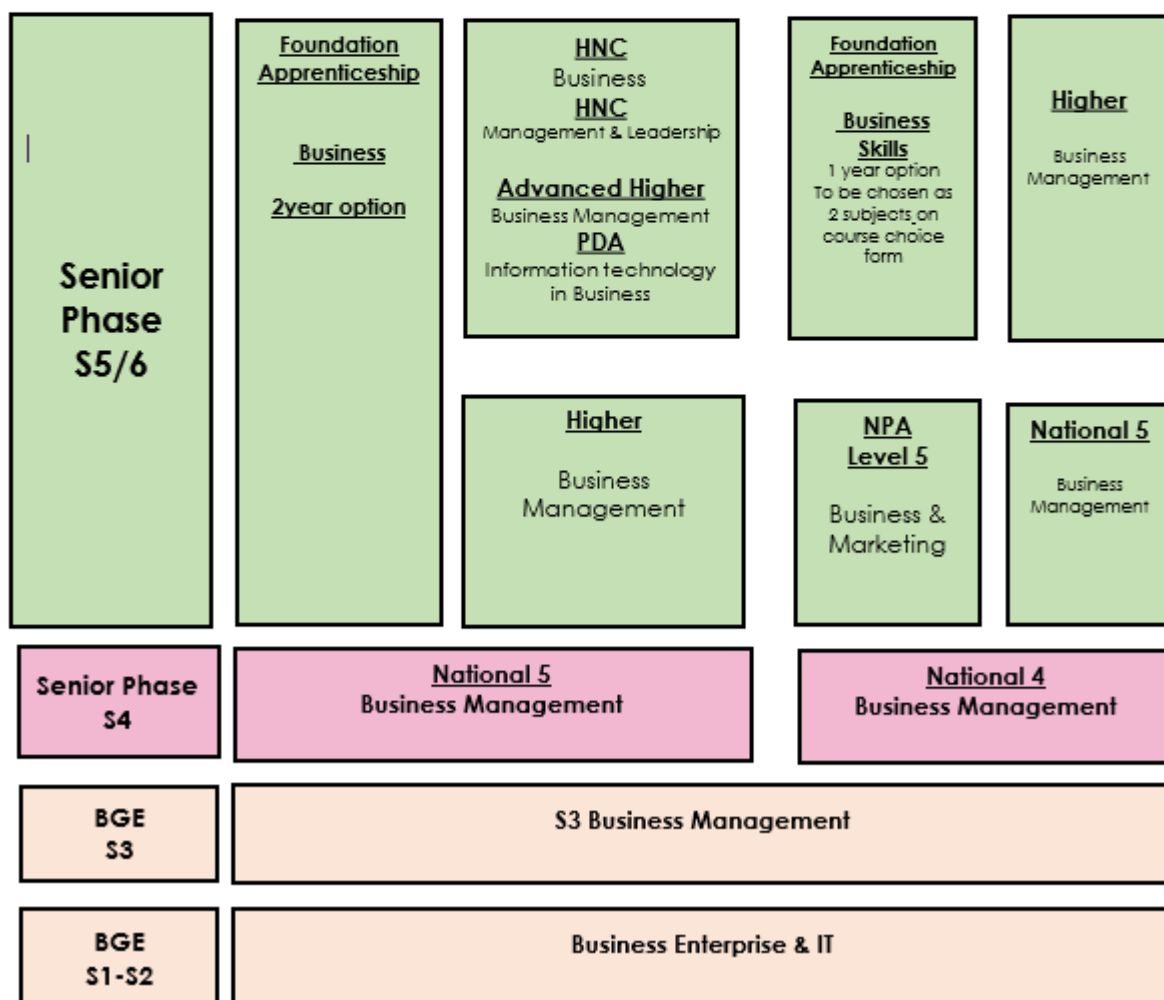 Senior
Phase
S5/6
Foundation
Apprenticeship
Business
2year option
HNC
Business
HNC
Management & Leadership
Advanced Higher
Business Management
PDA
Information technology
in Business
Foundation
Apprenticeship
Business
Skills
1 year option
To be chosen as
2 subjects on
course choice
form
Higher
Business
Management
Higher
Business
Management
NPA
Level 5
Business &
Marketing
National 5
Business
Management
Senior Phase
S4
National 5
Business Management
National 4
Business Management
BGE
S3
S3 Business Management
BGE
S1-S2
Business Enterprise & IT